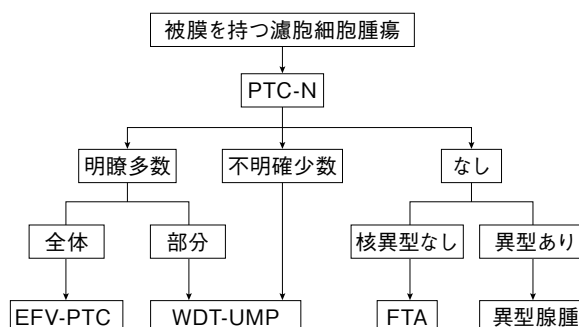 被膜を持つ濾胞細胞腫瘍
PTC-N
明瞭多数
不明確少数
なし
全体
部分
核異型なし
異型あり
EFV-PTC
WDT-UMP
FTA
異型腺腫